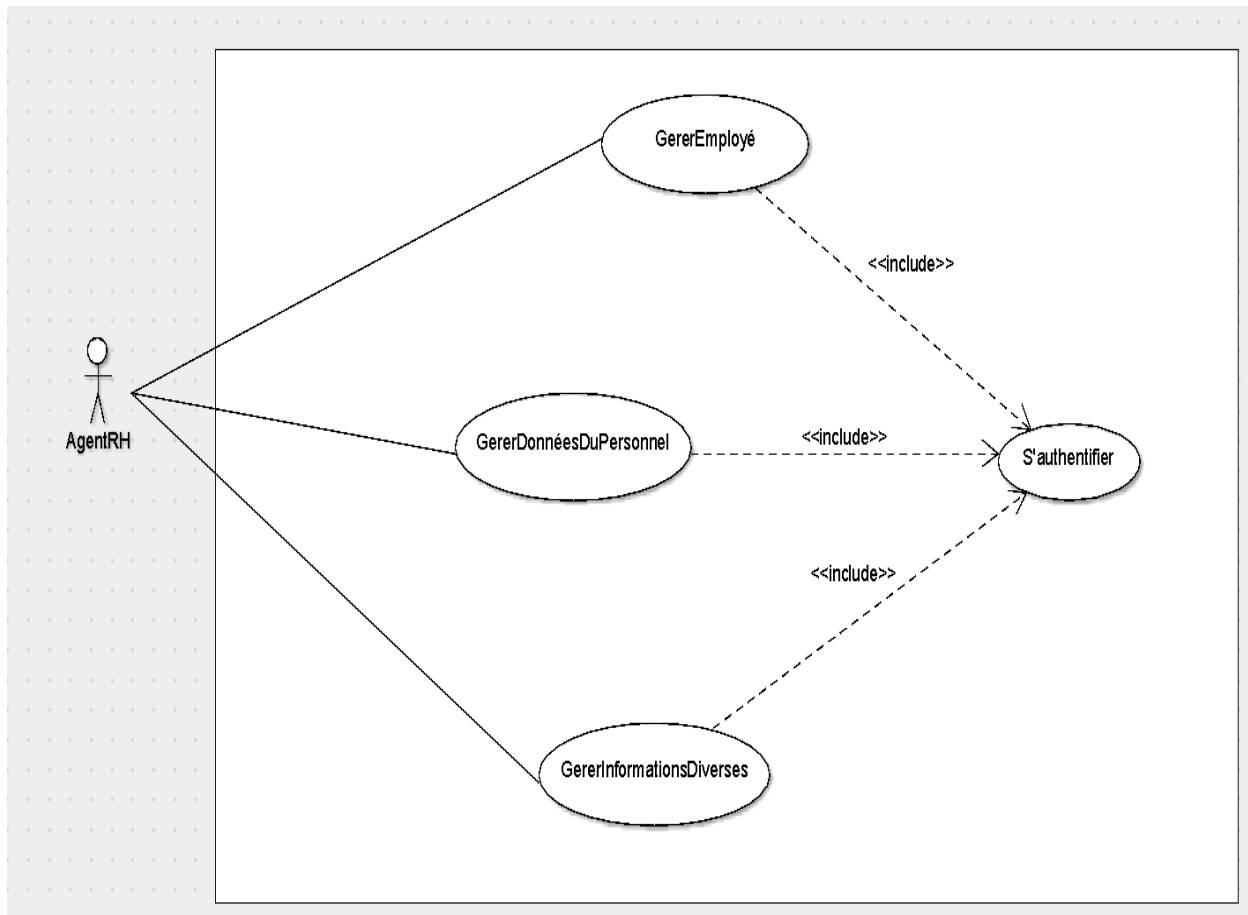 GererEmployé
<<include>>
AgentRH
GererDonnéesDuPersonnel
<<include>>
S'authentifier
<<include>>
GererInformationsDiverses